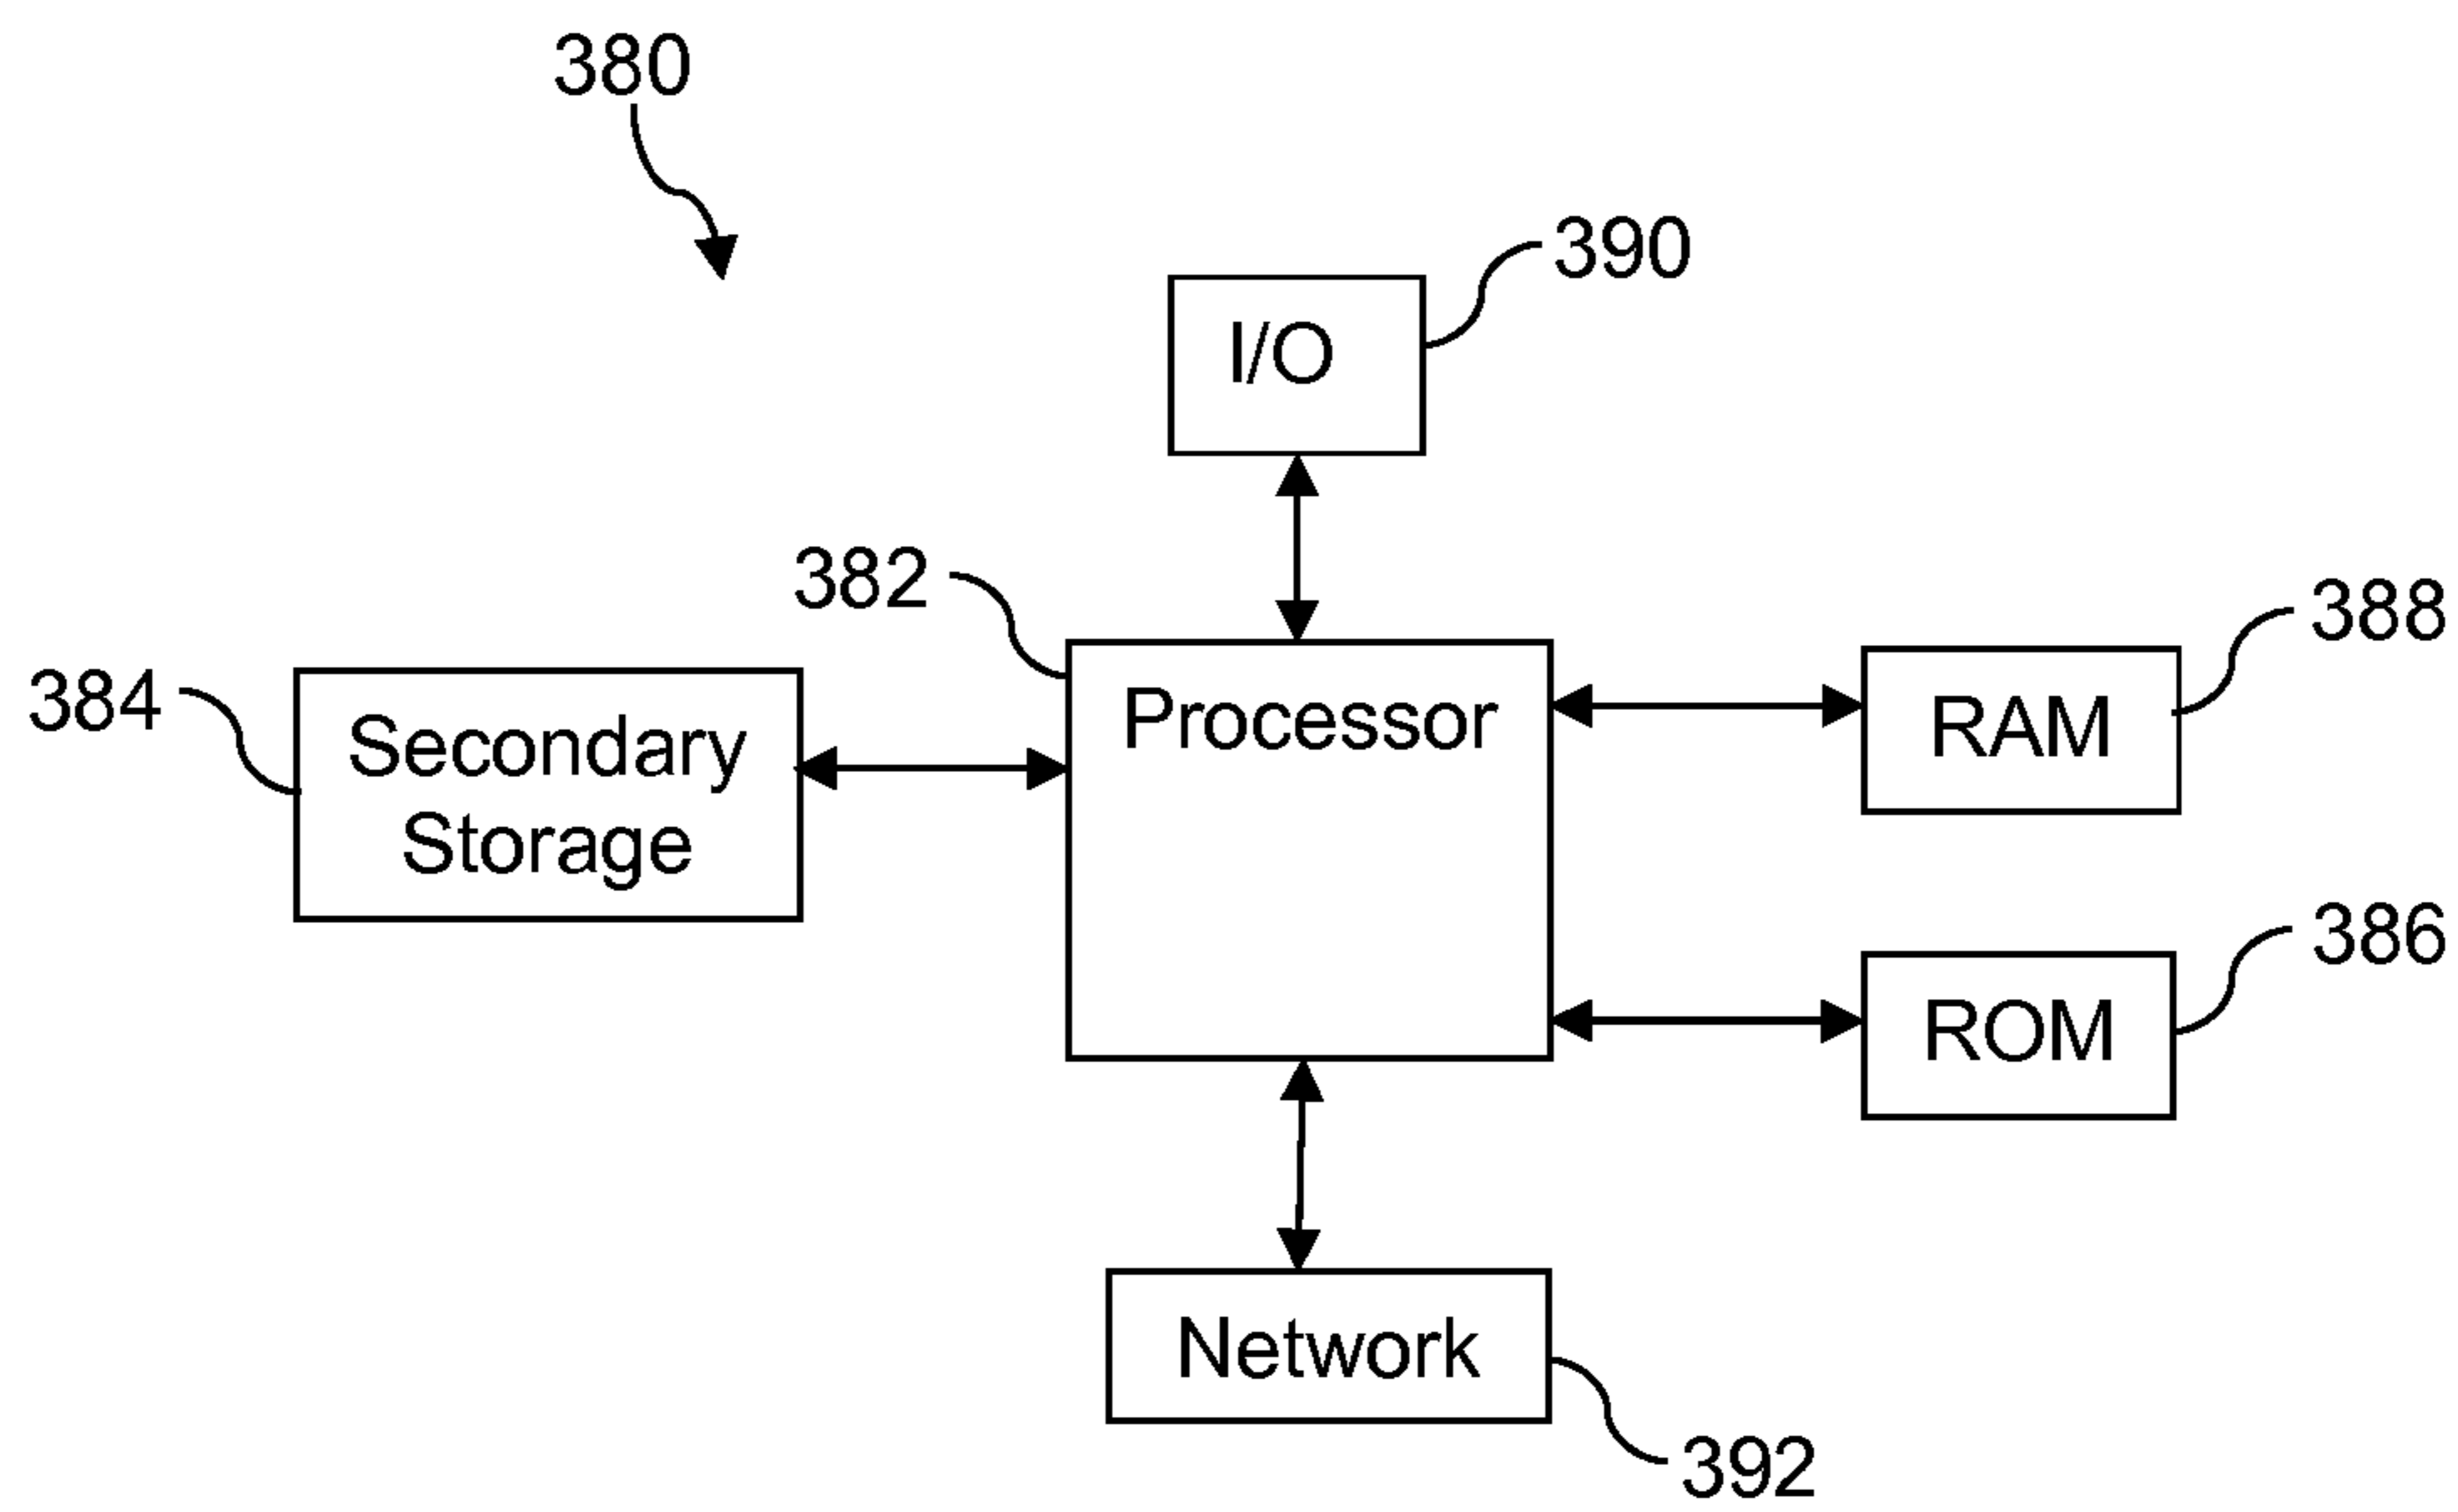 380
390
I/O
382
388
384
Secondary
Storage
Processor
RAM
386
ROM
Network
392